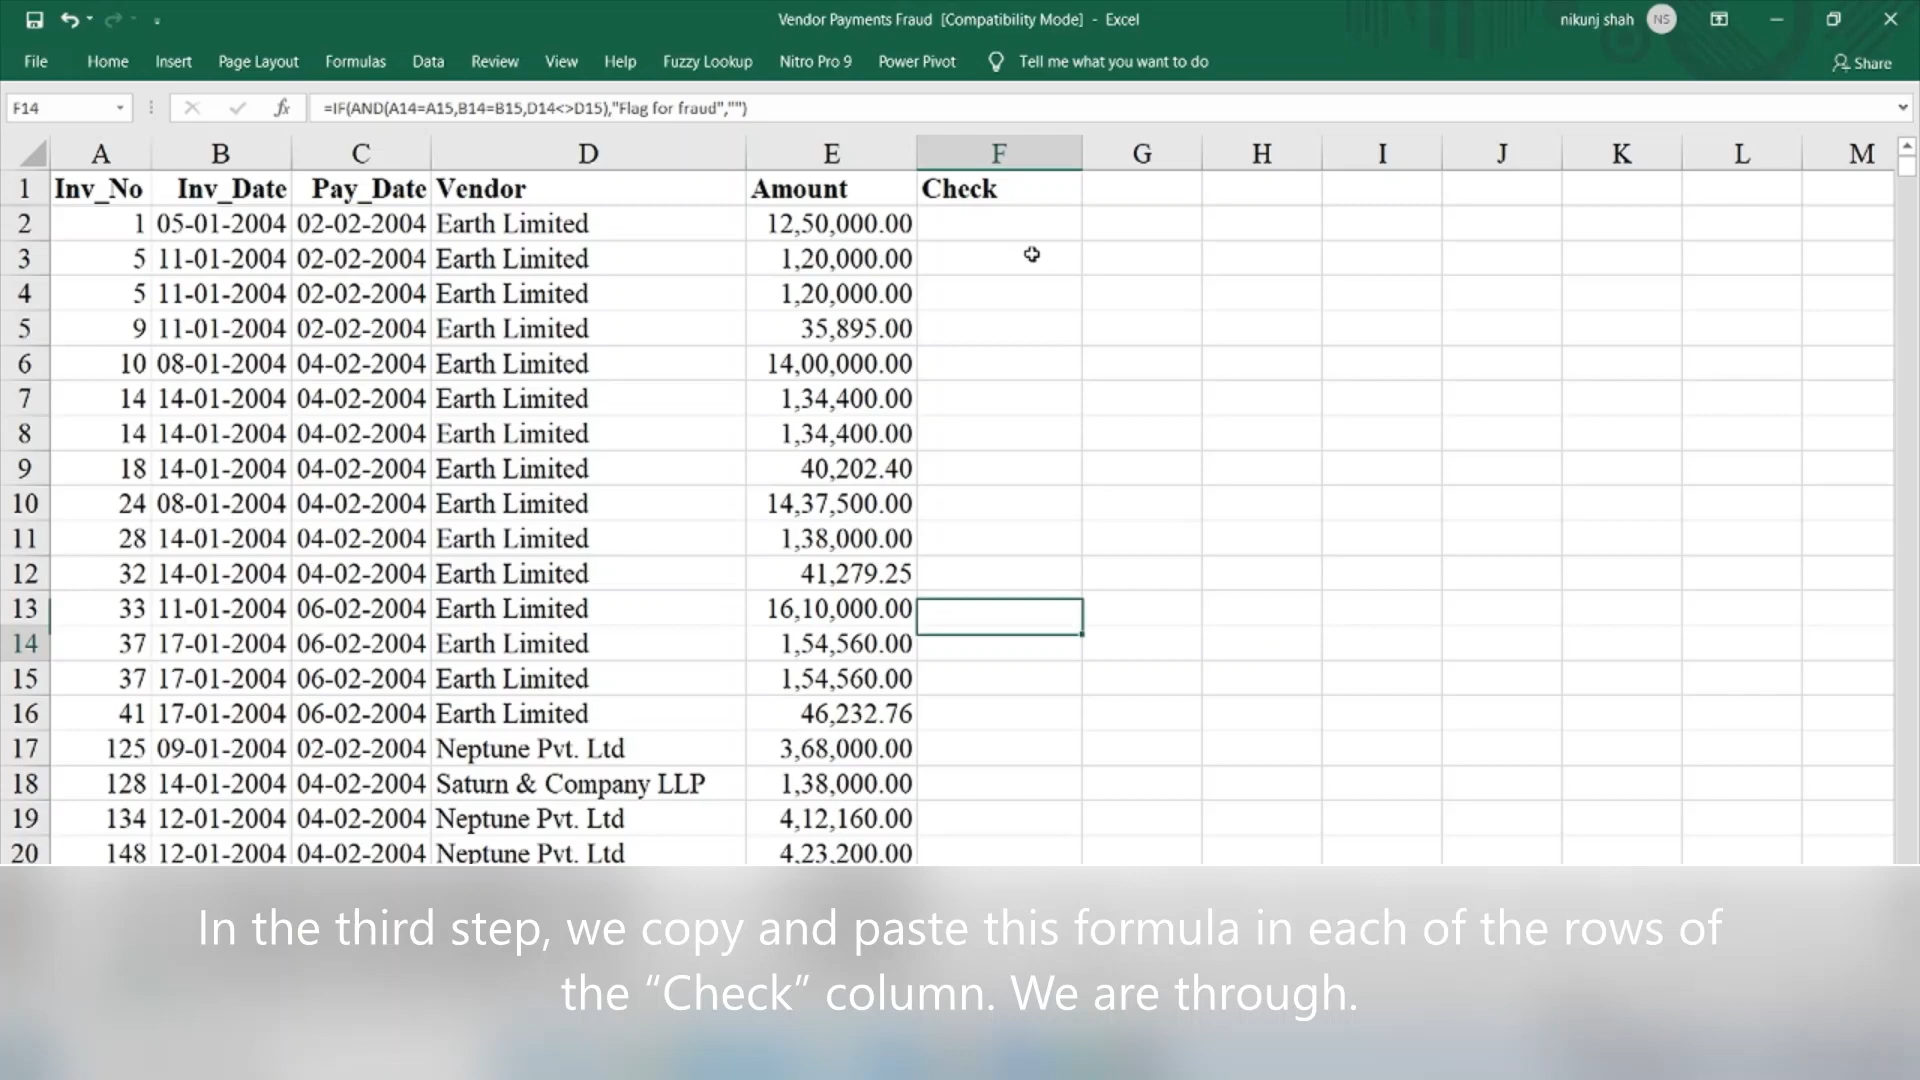 Vendor Payments Fraud [Compatibility Mode] - Excel
nikunj shah NS
File Home Insert Page Layout Formulas Data Review View Help Fuzzy Lookup Nitro Pro 9 Power Pivot Tell me what you want to do Share
F14 fx =IF(AND(A14=A15,B14=B15,D14<>D15),"Flag for fraud","")
A B C D E F G H I J K L M
1 Inv_No Inv_Date Pay_Date Vendor Amount Check
2 1 05-01-2004 02-02-2004 Earth Limited 12,50,000.00
3 5 11-01-2004 02-02-2004 Earth Limited 1,20,000.00
4 5 11-01-2004 02-02-2004 Earth Limited 1,20,000.00
5 9 11-01-2004 02-02-2004 Earth Limited 35,895.00
6 10 08-01-2004 04-02-2004 Earth Limited 14,00,000.00
7 14 14-01-2004 04-02-2004 Earth Limited 1,34,400.00
8 14 14-01-2004 04-02-2004 Earth Limited 1,34,400.00
9 18 14-01-2004 04-02-2004 Earth Limited 40,202.40
10 24 08-01-2004 04-02-2004 Earth Limited 14,37,500.00
11 28 14-01-2004 04-02-2004 Earth Limited 1,38,000.00
12 32 14-01-2004 04-02-2004 Earth Limited 41,279.25
13 33 11-01-2004 06-02-2004 Earth Limited 16,10,000.00
14 37 17-01-2004 06-02-2004 Earth Limited 1,54,560.00
15 37 17-01-2004 06-02-2004 Earth Limited 1,54,560.00
16 41 17-01-2004 06-02-2004 Earth Limited 46,232.76
17 125 09-01-2004 02-02-2004 Neptune Pvt. Ltd 3,68,000.00
18 128 14-01-2004 04-02-2004 Saturn & Company LLP 1,38,000.00
19 134 12-01-2004 04-02-2004 Neptune Pvt. Ltd 4,12,160.00
20 148 12-01-2004 04-02-2004 Neptune Pvt. Ltd 4,23,200.00
In the third step, we copy and paste this formula in each of the rows of
the “Check” column. We are through.